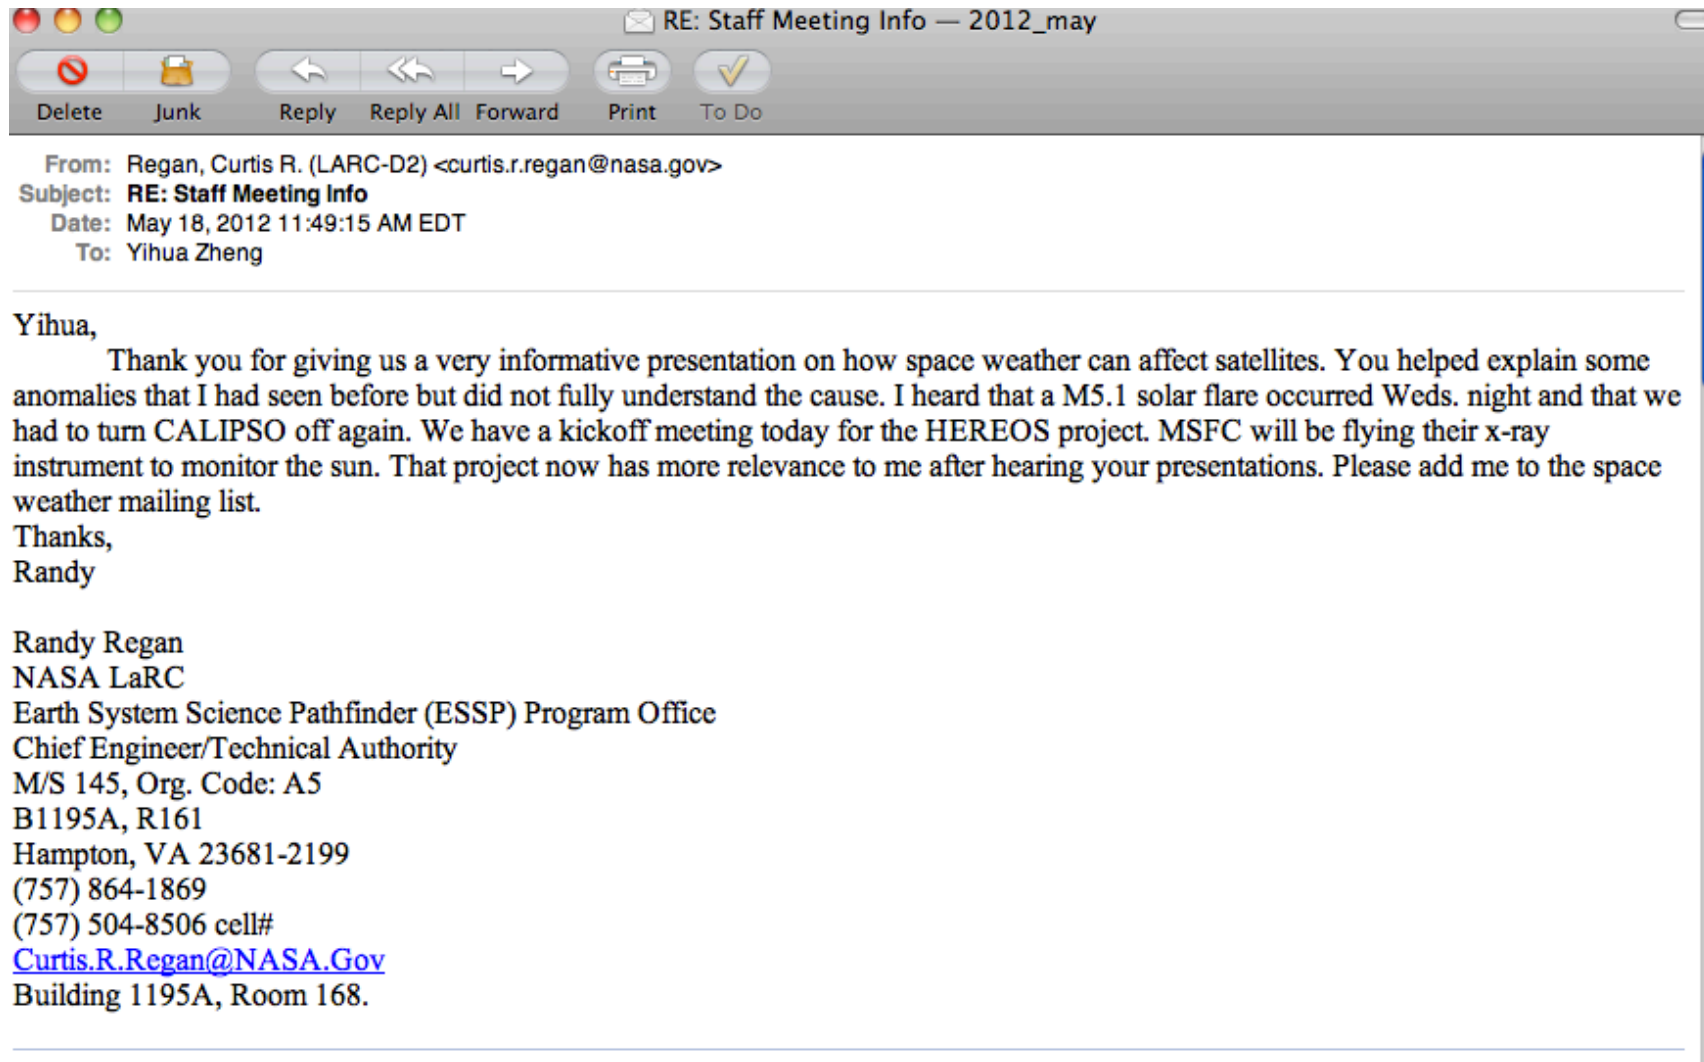 RE: Staff Meeting Info — 2012_may
Delete Junk Reply Reply All Forward Print To Do
From: Regan, Curtis R. (LARC-D2) <curtis.r.regan@nasa.gov>
Subject: RE: Staff Meeting Info
Date: May 18, 2012 11:49:15 AM EDT
To: Yihua Zheng
Yihua,
Thank you for giving us a very informative presentation on how space weather can affect satellites. You helped explain some
anomalies that I had seen before but did not fully understand the cause. I heard that a M5.1 solar flare occurred Weds. night and that we
had to turn CALIPSO off again. We have a kickoff meeting today for the HEREOS project. MSFC will be flying their x-ray
instrument to monitor the sun. That project now has more relevance to me after hearing your presentations. Please add me to the space
weather mailing list.
Thanks,
Randy
Randy Regan
NASA LaRC
Earth System Science Pathfinder (ESSP) Program Office
Chief Engineer/Technical Authority
M/S 145, Org. Code: A5
B1195A, R161
Hampton, VA 23681-2199
(757) 864-1869
(757) 504-8506 cell#
Curtis.R.Regan@NASA.Gov
Building 1195A, Room 168.